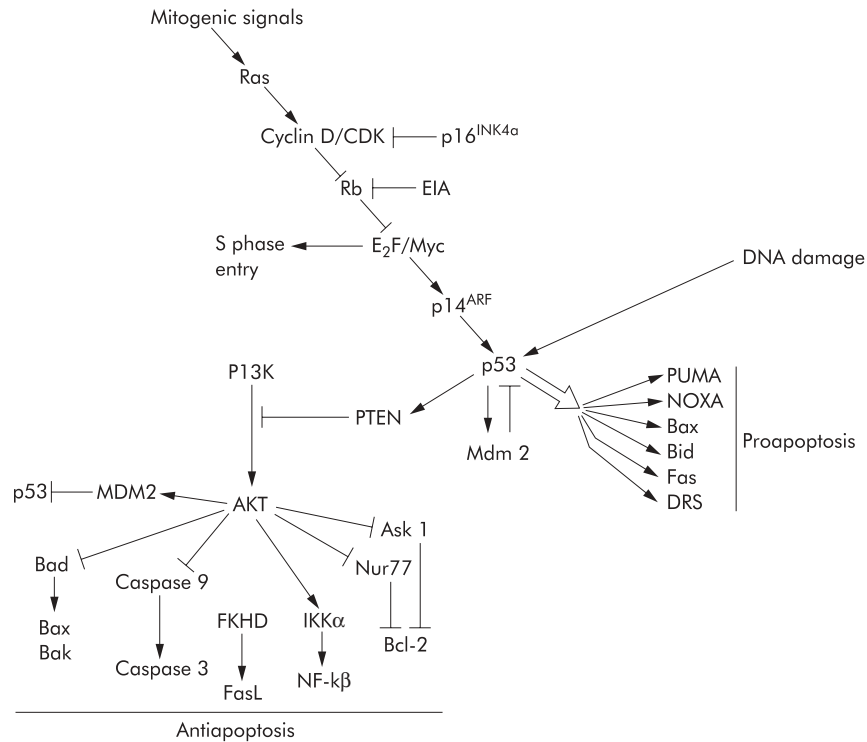 Mitogenic signals
Ras
Cyclin D/CDK
p16INK4a
Rb
EIA
S phase
entry
E2F/Myc
DNA damage
p14ARF
p53
P13K
PTEN
Mdm 2
PUMA
NOXA
Bax
Bid
Fas
DRS
Proapoptosis
p53
MDM2
AKT
Ask 1
Bad
Caspase 9
Nur77
Bax
Bak
FKHD
IKKα
Bcl-2
Caspase 3
FasL
NF-kβ
Antiapoptosis